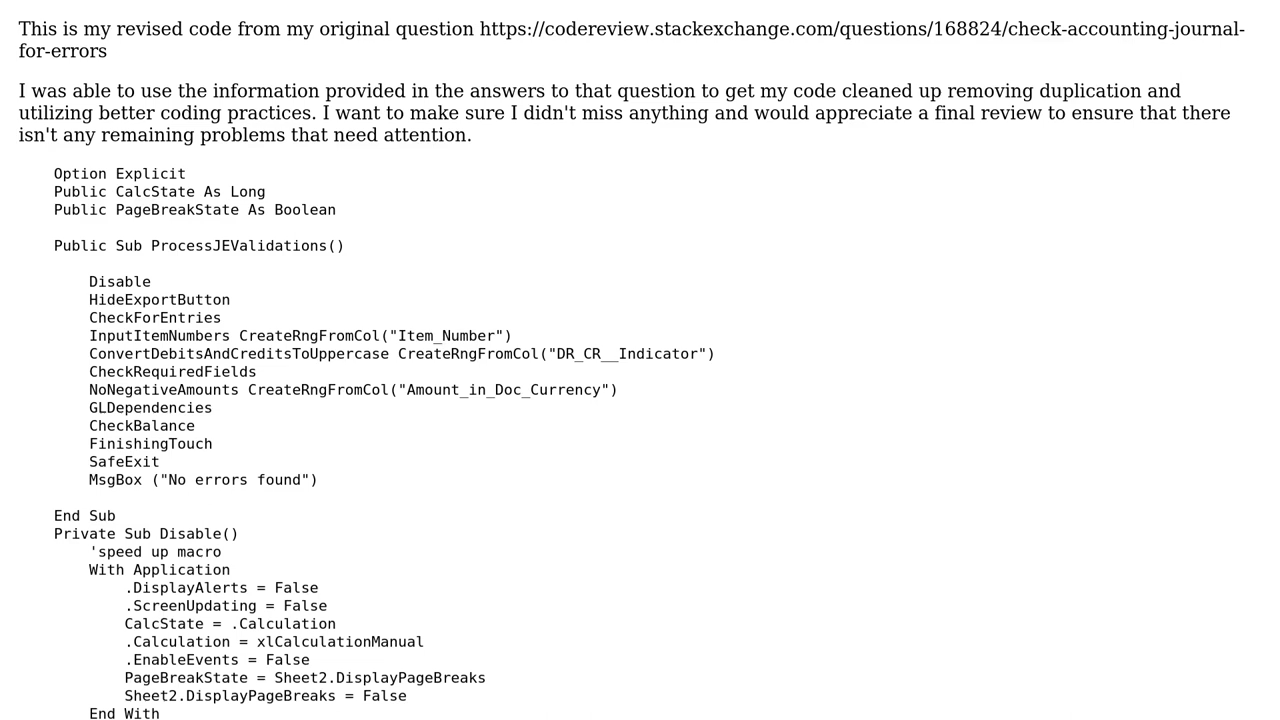 This is my revised code from my original question https://codereview.stackexchange.com/questions/168824/check-accounting-journal-
for-errors
I was able to use the information provided in the answers to that question to get my code cleaned up removing duplication and
utilizing better coding practices. I want to make sure I didn't miss anything and would appreciate a final review to ensure that there
isn't any remaining problems that need attention.
Option Explicit
Public CalcState As Long
Public PageBreakState As Boolean
Public Sub ProcessJEValidations()
Disable
HideExportButton
CheckForEntries
InputItemNumbers CreateRngFromCol("Item_Number")
ConvertDebitsAndCreditsToUppercase CreateRngFromCol("DR_CR__Indicator")
CheckRequiredFields
NoNegativeAmounts CreateRngFromCol("Amount_in_Doc_Currency")
GLDependencies
CheckBalance
FinishingTouch
SafeExit
MsgBox ("No errors found")
End Sub
Private Sub Disable()
'speed up macro
With Application
.DisplayAlerts = False
.ScreenUpdating = False
CalcState = .Calculation
.Calculation = xlCalculationManual
.EnableEvents = False
PageBreakState = Sheet2.DisplayPageBreaks
Sheet2.DisplayPageBreaks = False
End With